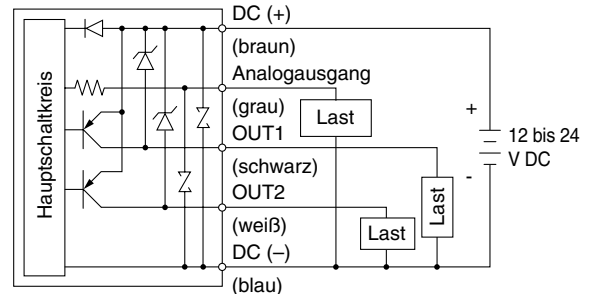 DC (+)
(braun)
Analogausgang
Hauptschaltkreis
(grau)
Last
+
12 bis 24
V DC
-
OUT1
(schwarz)
OUT2
Last
(weiß)
Last
DC (–)
(blau)